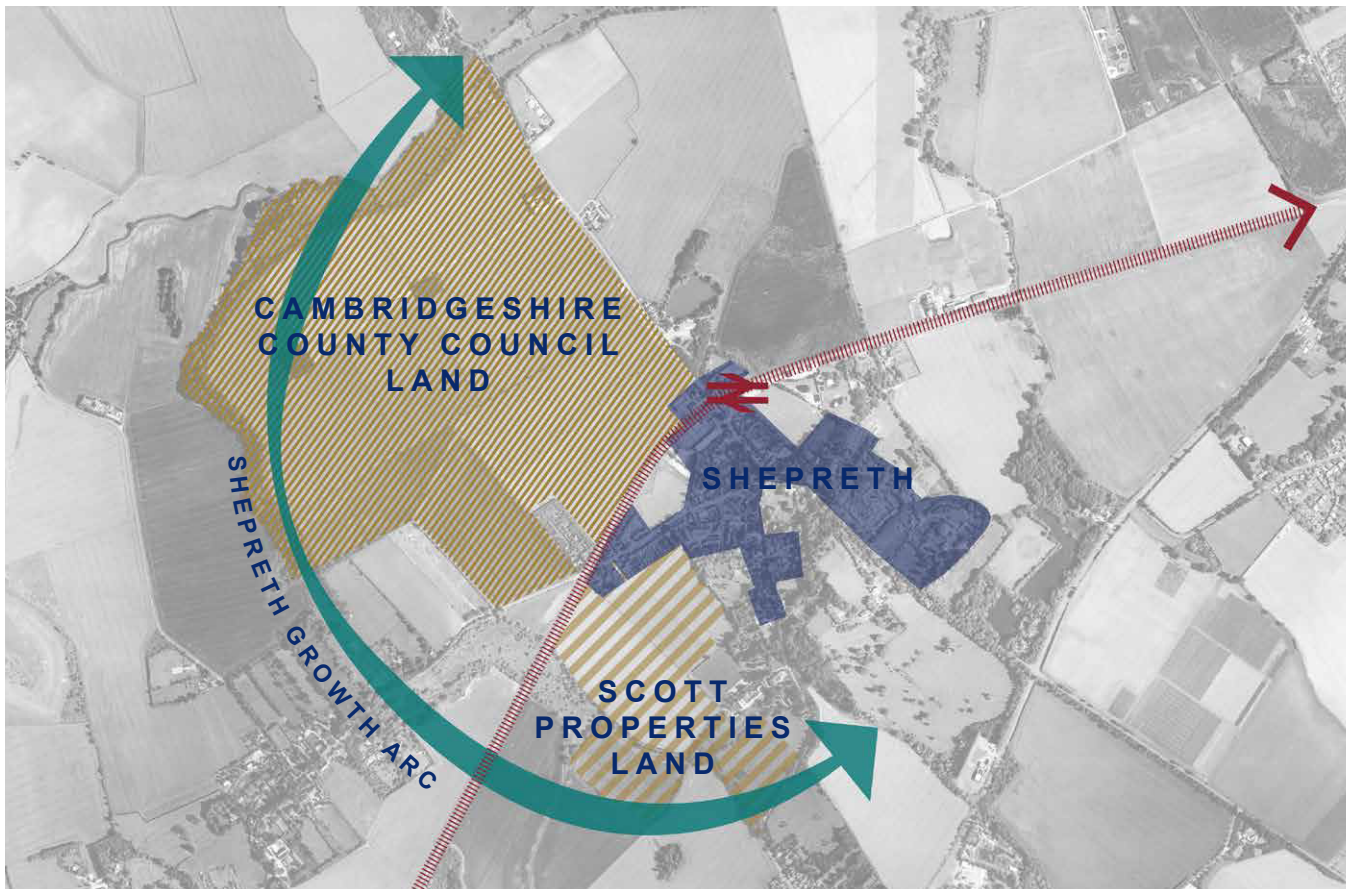 CAMBRIDGESHIRE
COUNTY COUNCIL
LAND
SHEPRETH
SHEPRETH GROWTH ARC
SCOTT
PROPERTIES
LAND